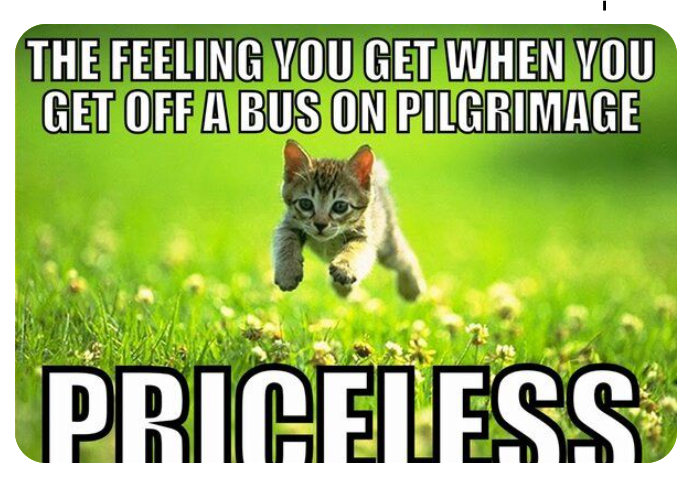 THE FEELING YOU GET WHEN YOU
GET OFF A BUS ON PILGRIMAGE
PRICELESS